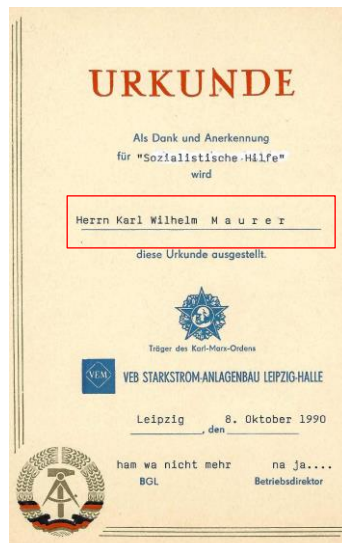 URKUNDE
Als Dank und Anerkennung
für "Sozialistische Hilfe"
wird
Herrn Karl Wilhelm M a u r e r
diese Urkunde ausgestellt.
Träger des Karl-Marx-Ordens
VEM VEB STARKSTROM-ANLAGENBAU LEIPZIG-HALLE
Leipzig , den 8. Oktober 1990
ham wa nicht mehr na ja....
BGL Betriebsdirektor